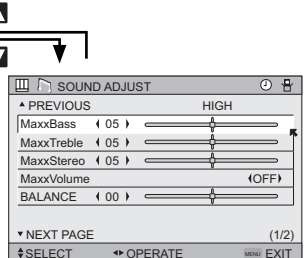 SOUND ADJUST
PREVIOUS HIGH
MaxxBass 05
MaxxTreble 05
MaxxStereo 05
MaxxVolume (OFF)
BALANCE 00
NEXT PAGE (1/2)
SELECT OPERATE MENU EXIT